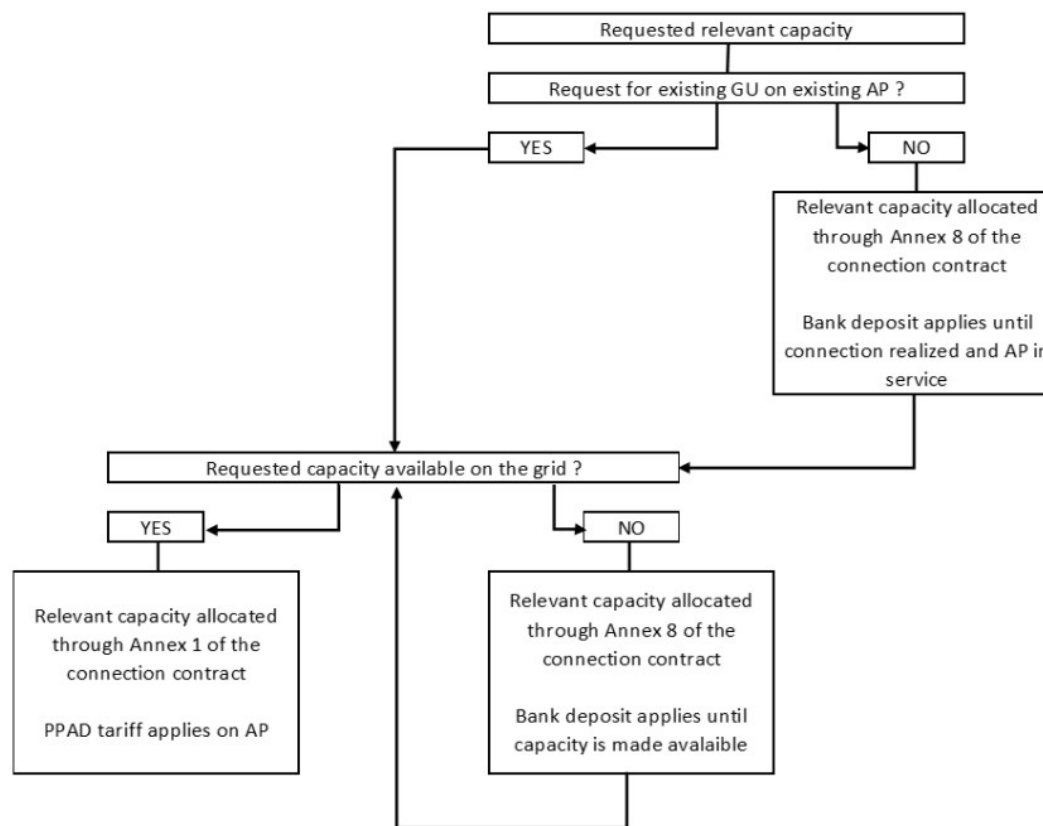 Requested relevant capacity
Request for existing GU on existing AP ?
YES
NO
Relevant capacity allocated
through Annex 8 of the
connection contract
Bank deposit applies until
connection realized and AP in
service
Requested capacity available on the grid ?
YES
NO
Relevant capacity allocated
through Annex 1 of the
connection contract
PPAD tariff applies on AP
Relevant capacity allocated
through Annex 8 of the
connection contract
Bank deposit applies until
capacity is made avalaible